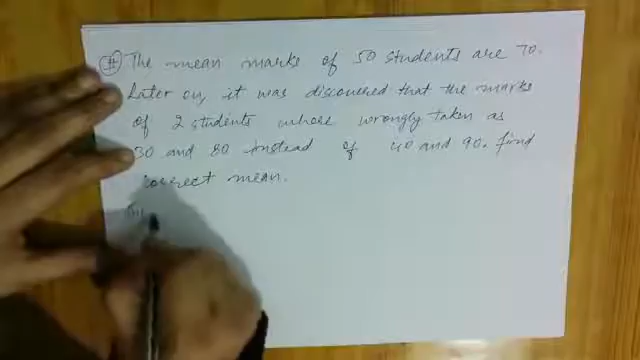 # The mean marks of 50 students are 70.
Later on, it was discovered that the marks
of 2 students whose wrongly taken as
30 and 80 instead of 40 and 90. find
correct mean.